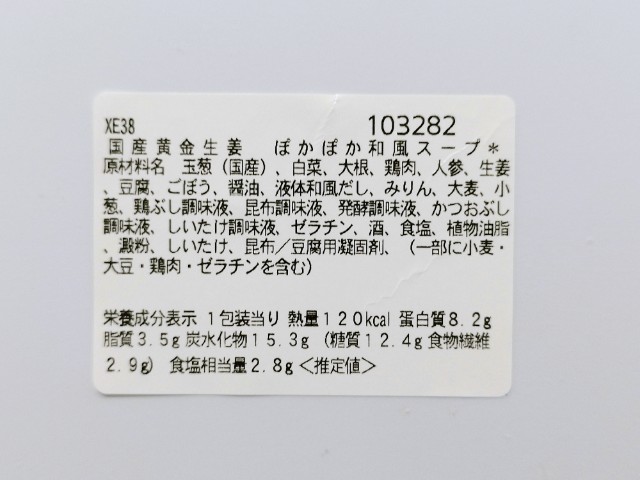 XE38 103282
国産黄金生姜 ぽかぽか和風スープ*
原材料名 玉葱(国産)、白菜、大根、鶏肉、人参、生姜
、豆腐、ごぼう、醤油、液体和風だし、みりん、大麦、小
葱、鶏ぶし調味液、昆布調味液、発酵調味液、かつおぶし
調味液、しいたけ調味液、ゼラチン、酒、食塩、植物油脂
、澱粉、しいたけ、昆布/豆腐用凝固剤、(一部に小麦・
大豆・鶏肉・ゼラチンを含む)
栄養成分表示 1包装当り 熱量120kcal 蛋白質8.2g
脂質3.5g 炭水化物15.3g (糖質12.4g 食物繊維
2.9g) 食塩相当量2.8g<推定値>